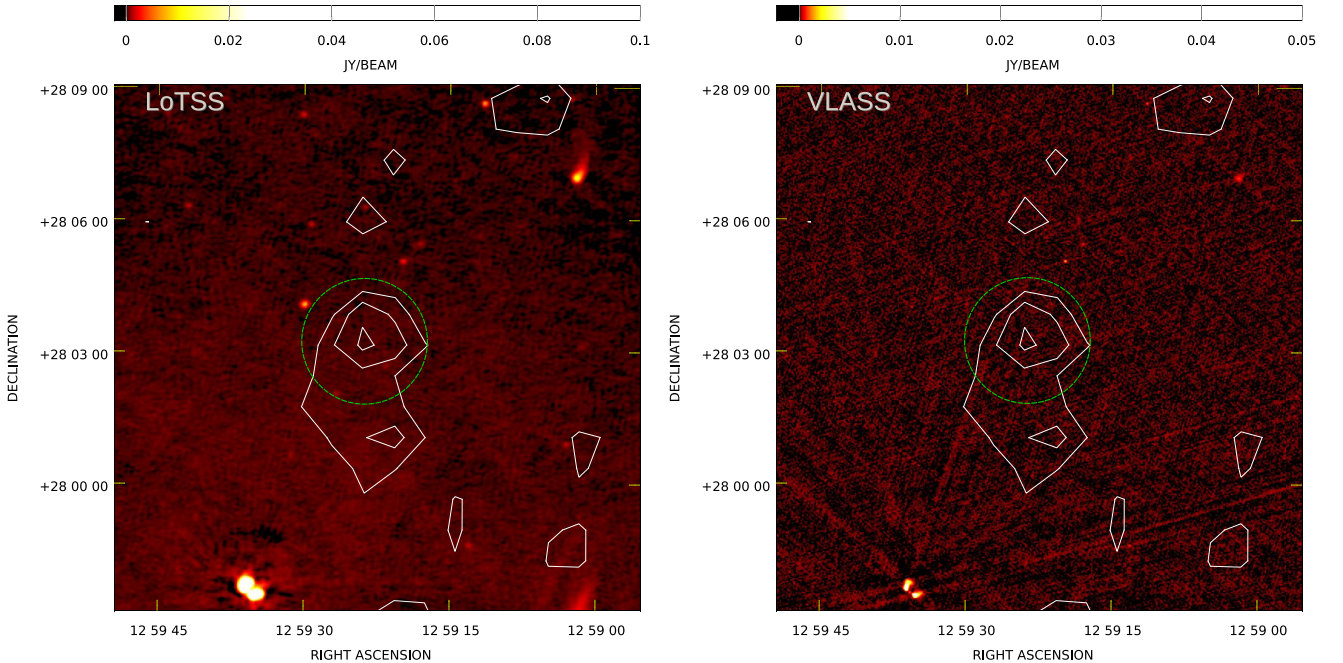 0 0.02 0.04 0.06 0.08 0.1
JY/BEAM
LoTSS
+28 09 00
+28 06 00
+28 03 00
+28 00 00
DECLINATION
12 59 45 12 59 30 12 59 15 12 59 00
RIGHT ASCENSION
0 0.01 0.02 0.03 0.04 0.05
JY/BEAM
VLASS
+28 09 00
+28 06 00
+28 03 00
+28 00 00
DECLINATION
12 59 45 12 59 30 12 59 15 12 59 00
RIGHT ASCENSION